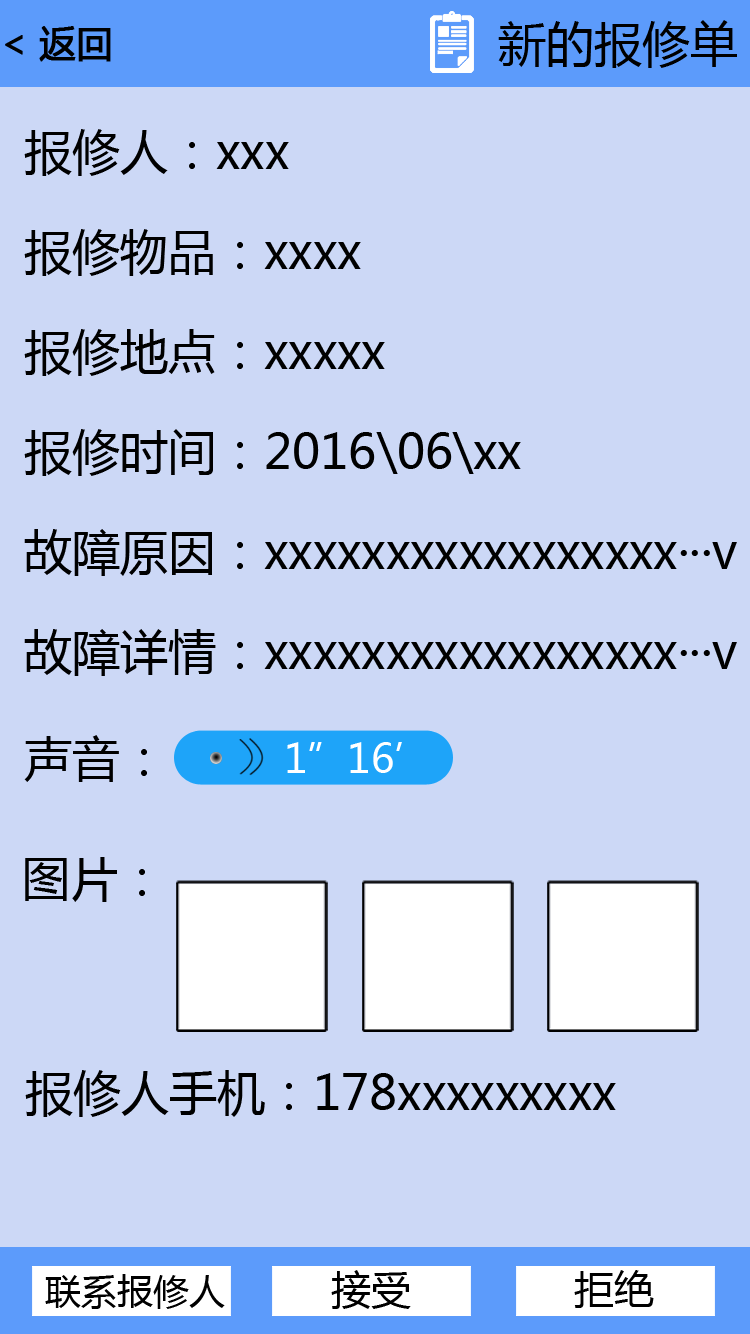 < 返回
新的报修单
报修人：xxx
报修物品：xxxx
报修地点：xxxxx
报修时间：2016\06\xx
故障原因：xxxxxxxxxxxxxxxxx···v
故障详情：xxxxxxxxxxxxxxxxx···v
声音： 1″ 16′
图片：
报修人手机：178xxxxxxxxx
联系报修人
接受
拒绝